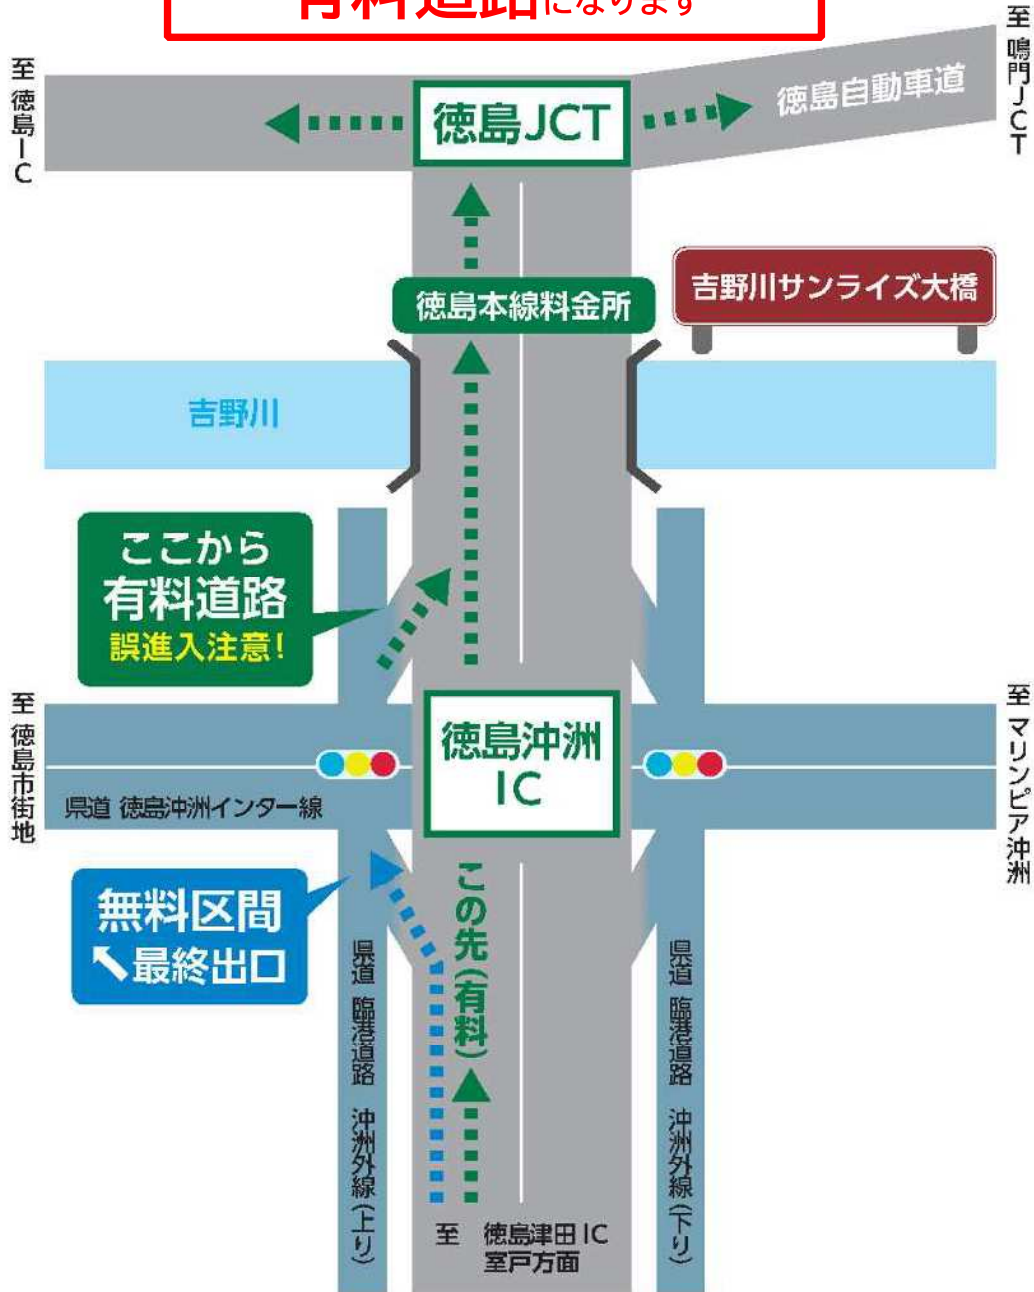 有料道路になります
至 鳴門JCT
至 徳島IC
徳島JCT
徳島自動車道
徳島本線料金所
吉野川サンライズ大橋
吉野川
ここから
有料道路
誤進入注意!
至 徳島市街地
徳島沖洲
IC
至 マリンピア沖洲
県道 徳島沖洲インター線
無料区間
↖最終出口
この先(有料)
県道 臨港道路 沖洲外線(上り)
県道 臨港道路 沖洲外線(下り)
至 徳島津田IC
室戸方面